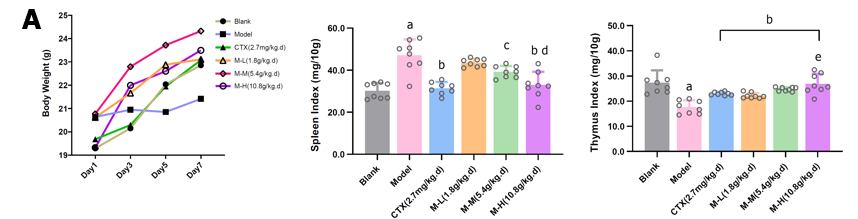 A
Body Weight (g)
25
24
23
22
21
20
19
Day1
Day3
Day5
Day7
Blank
Model
CTX(2.7mg/kg.d)
M-L(1.8g/kg.d)
M-M(5.4g/kg.d)
M-H(10.8g/kg.d)
Spleen Index (mg/10g)
60.0
40.0
20.0
0.0
a
b
c
b d
Blank
Model
CTX(2.7mg/kg.d)
M-L(1.8g/kg.d)
M-M(5.4g/kg.d)
M-H(10.8g/kg.d)
Thymus Index (mg/10g)
50.0
40.0
30.0
20.0
10.0
0.0
a
b
e
Blank
Model
CTX(2.7mg/kg.d)
M-L(1.8g/kg.d)
M-M(5.4g/kg.d)
M-H(10.8g/kg.d)